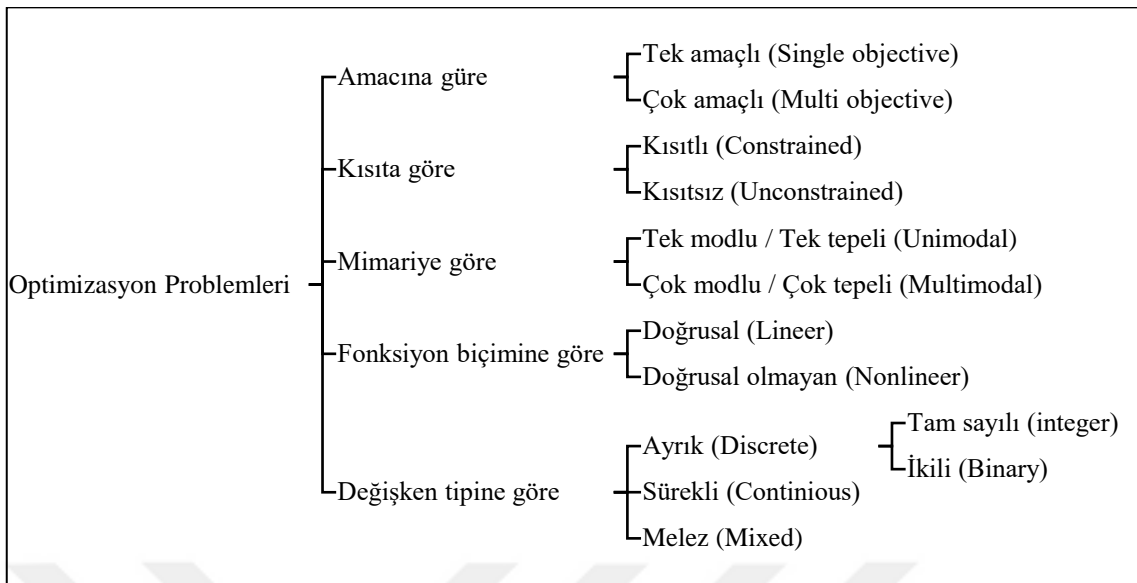 Tek amaçlı (Single objective)
Amacına güre
Çok amaçlı (Multi objective)
Kısıtlı (Constrained)
Kısıta göre
Kısıtsız (Unconstrained)
Tek modlu / Tek tepeli (Unimodal)
Mimariye göre
Optimizasyon Problemleri
Çok modlu / Çok tepeli (Multimodal)
Doğrusal (Lineer)
Fonksiyon biçimine göre
Doğrusal olmayan (Nonlineer)
Tam sayılı (integer)
Ayrık (Discrete)
İkili (Binary)
Değişken tipine göre
Sürekli (Continious)
Melez (Mixed)